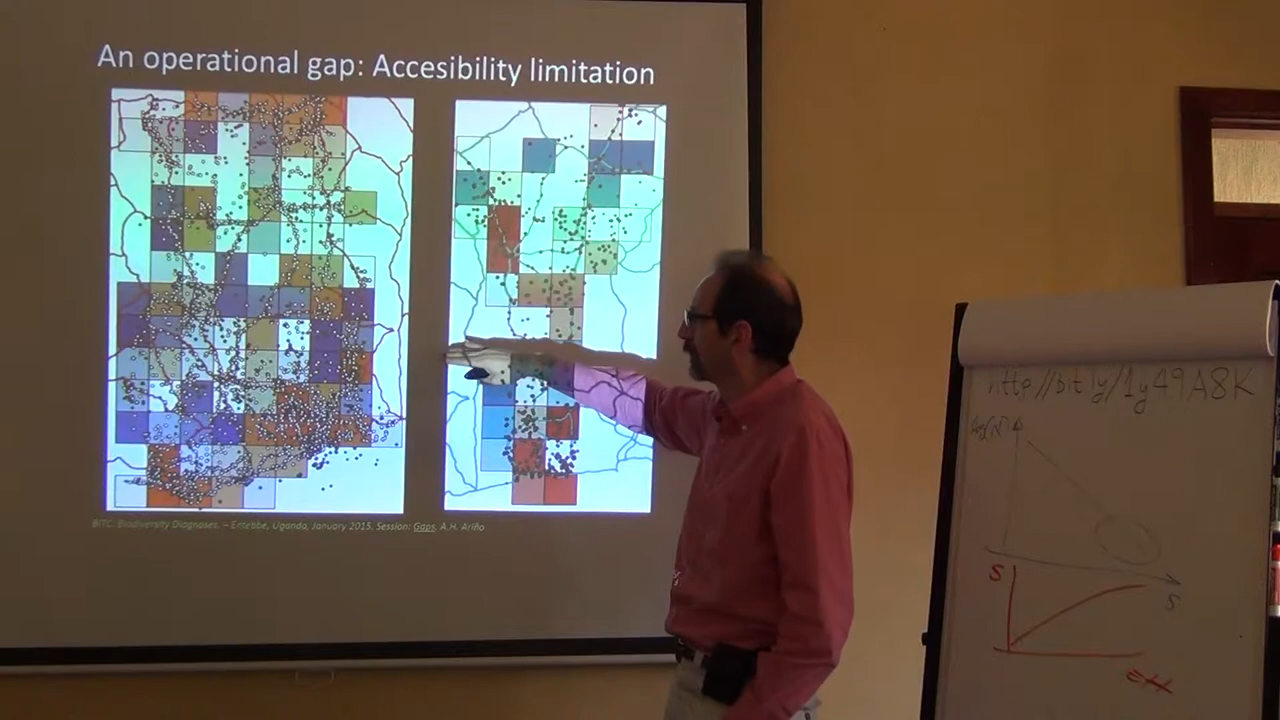 An operational gap: Accesibility limitation
BITC. Biodiversity Diagnoses. – Entebbe, Uganda, January 2015. Session: Gaps. A.H. Ariño
http://bit.ly/1y49A8K
S
S
Eff